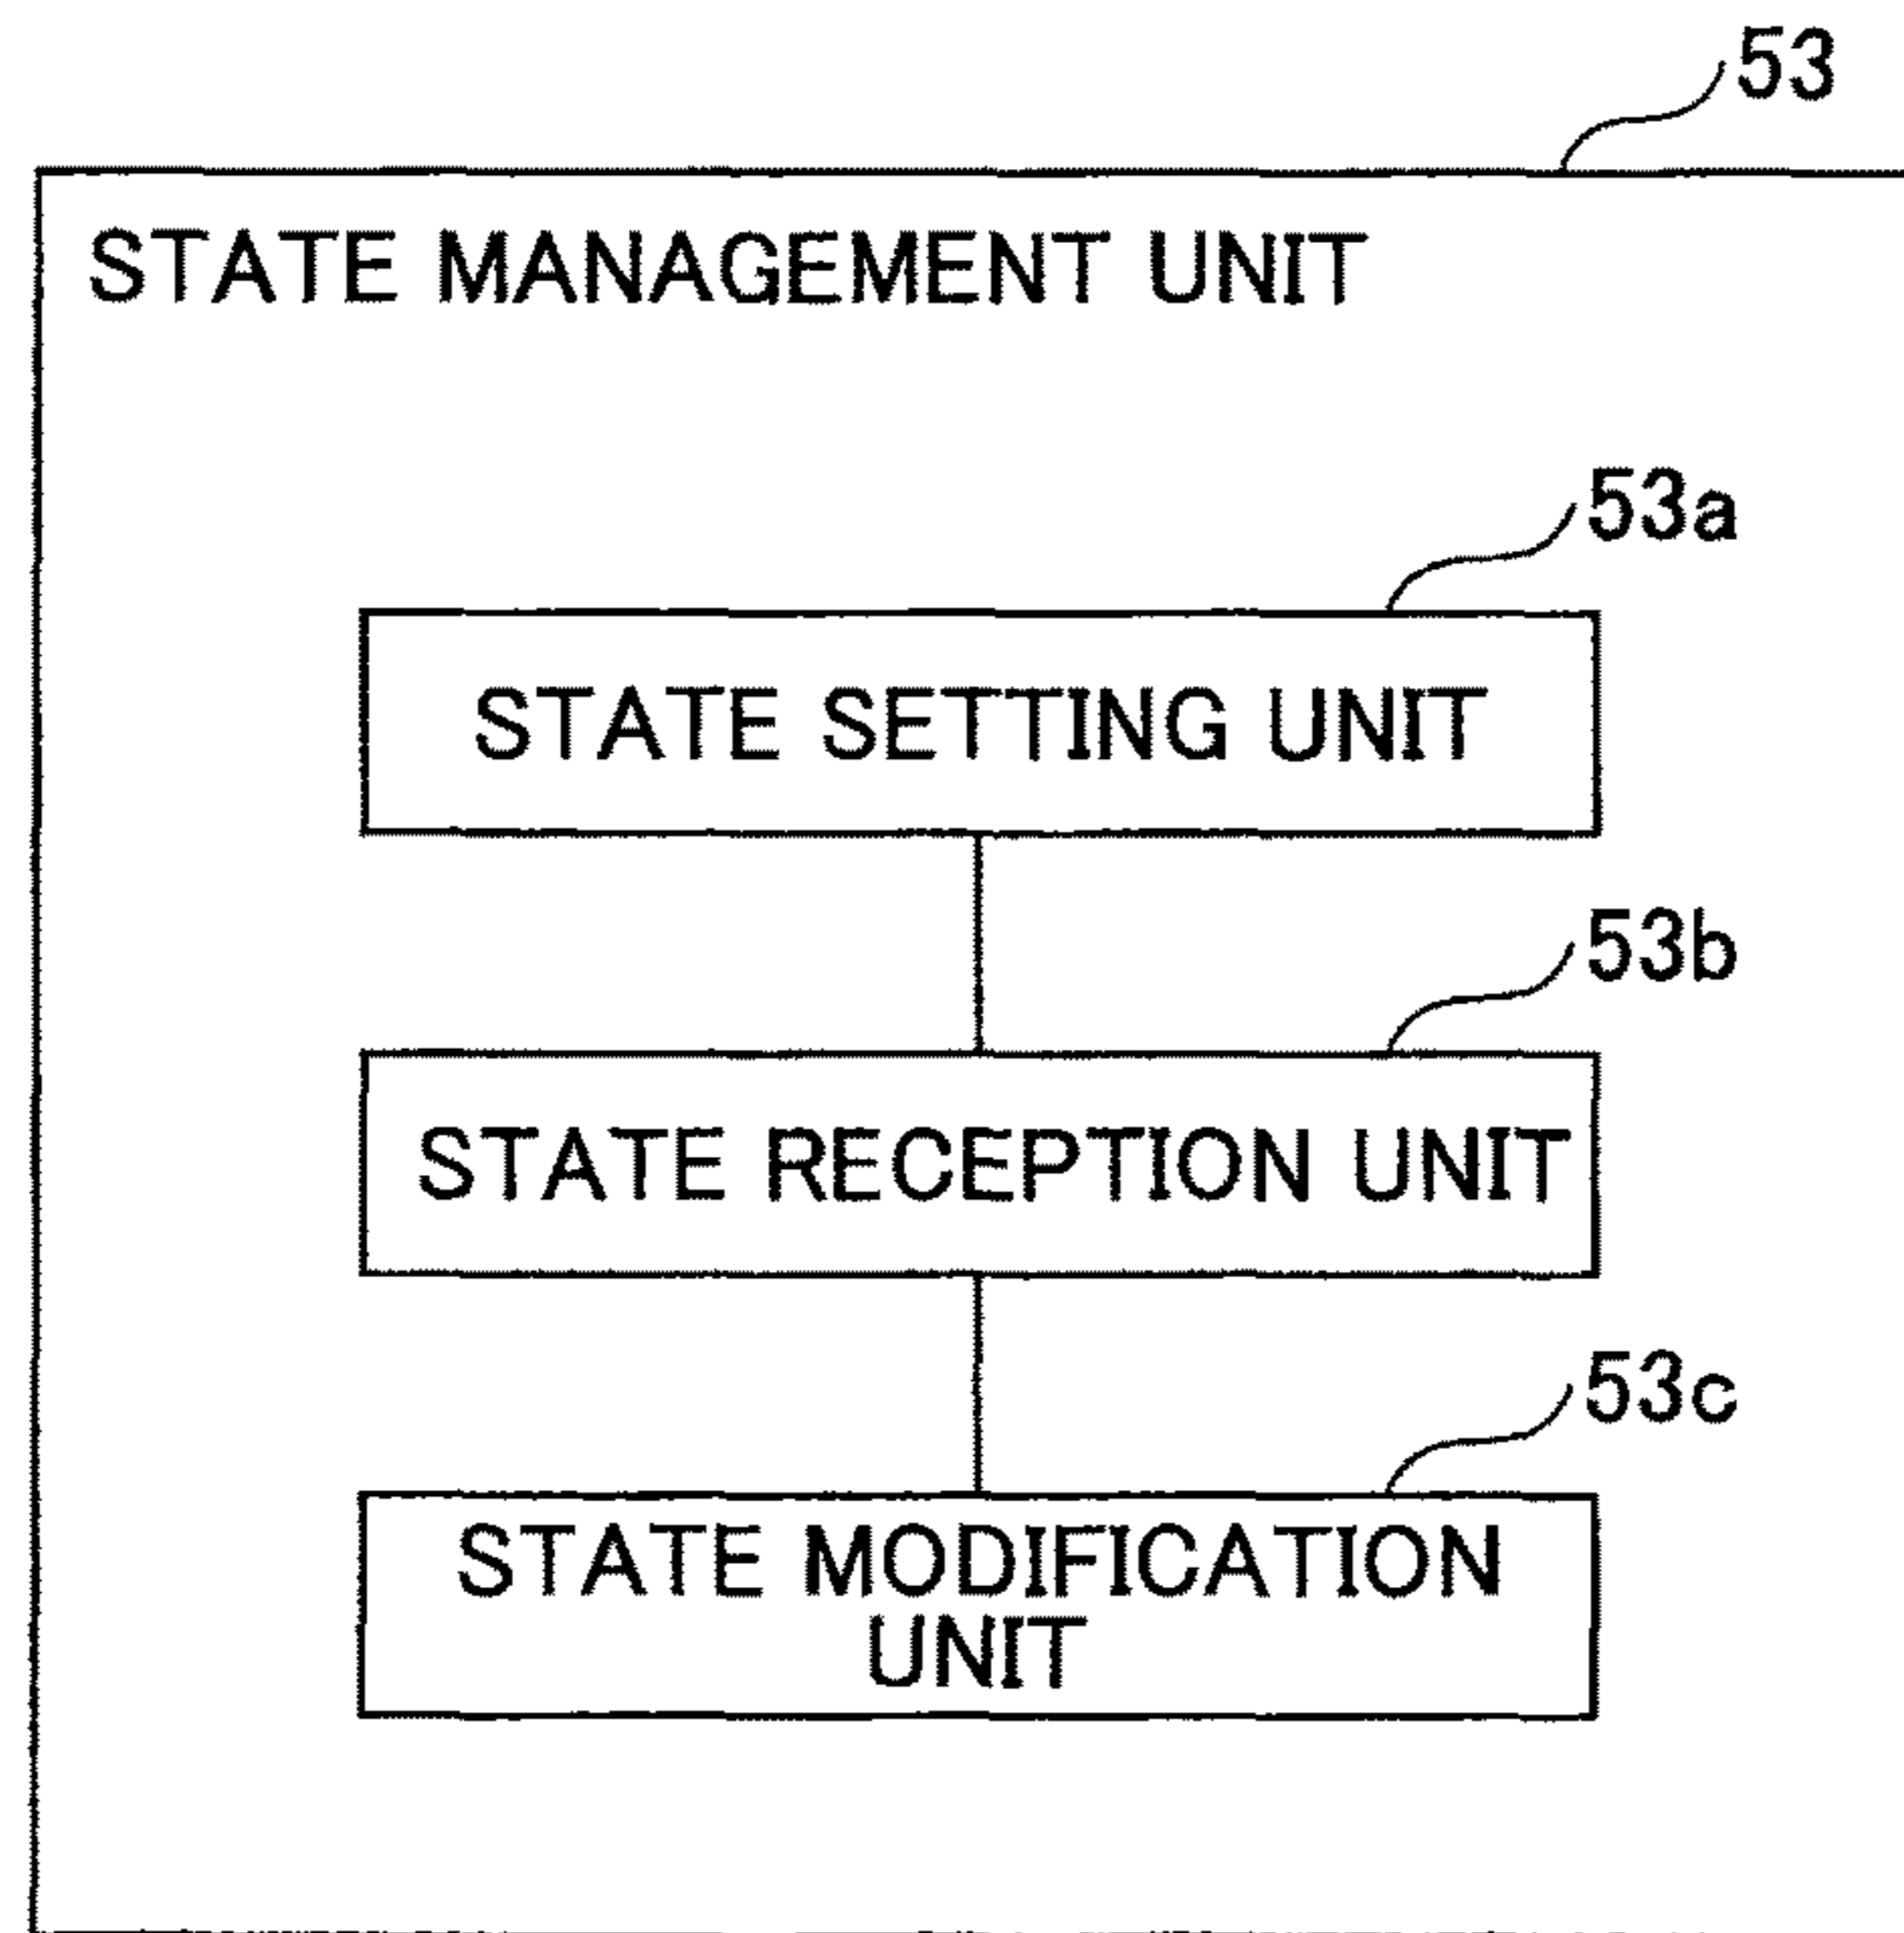 53
STATE MANAGEMENT UNIT
53a
STATE SETTING UNIT
53b
STATE RECEPTION UNIT
53c
STATE MODIFICATION
UNIT